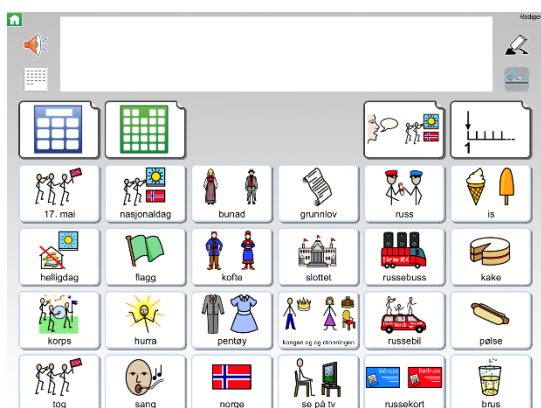 Rediger
1
17. mai nasjonaldag bunad grunnlov russ is
helligdag flagg kofte slottet russebuss kake
korps hurra pentøy kongen og og dronningen russebil pølse
tog sang norge se på tv russekort brus